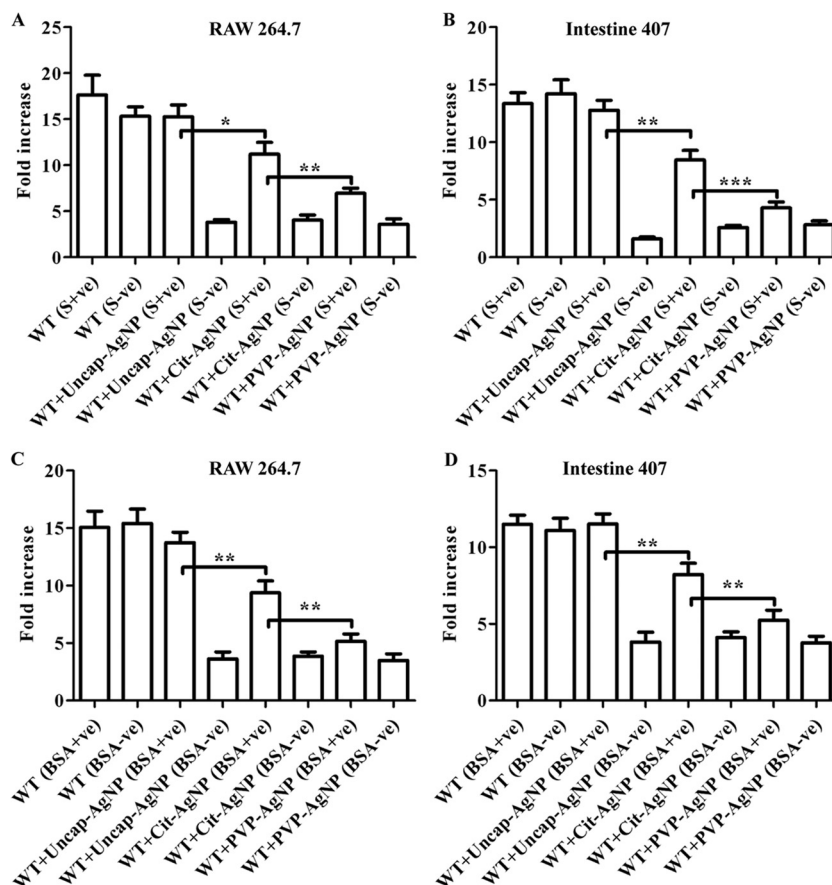 A
RAW 264.7
Fold increase
25
20
15
10
5
0
*
**
WT (S+ve)
WT (S-ve)
WT+Uncap-AgNP (S+ve)
WT+Uncap-AgNP (S-ve)
WT+Cit-AgNP (S+ve)
WT+Cit-AgNP (S-ve)
WT+PVP-AgNP (S+ve)
WT+PVP-AgNP (S-ve)
B
Intestine 407
Fold increase
20
15
10
5
0
**
***
WT (S+ve)
WT (S-ve)
WT+Uncap-AgNP (S+ve)
WT+Uncap-AgNP (S-ve)
WT+Cit-AgNP (S+ve)
WT+Cit-AgNP (S-ve)
WT+PVP-AgNP (S+ve)
WT+PVP-AgNP (S-ve)
C
RAW 264.7
Fold increase
20
15
10
5
0
**
**
WT (BSA+ve)
WT (BSA-ve)
WT+Uncap-AgNP (BSA+ve)
WT+Uncap-AgNP (BSA-ve)
WT+Cit-AgNP (BSA+ve)
WT+Cit-AgNP (BSA-ve)
WT+PVP-AgNP (BSA+ve)
WT+PVP-AgNP (BSA-ve)
D
Intestine 407
Fold increase
15
10
5
0
**
**
WT (BSA+ve)
WT (BSA-ve)
WT+Uncap-AgNP (BSA+ve)
WT+Uncap-AgNP (BSA-ve)
WT+Cit-AgNP (BSA+ve)
WT+Cit-AgNP (BSA-ve)
WT+PVP-AgNP (BSA+ve)
WT+PVP-AgNP (BSA-ve)